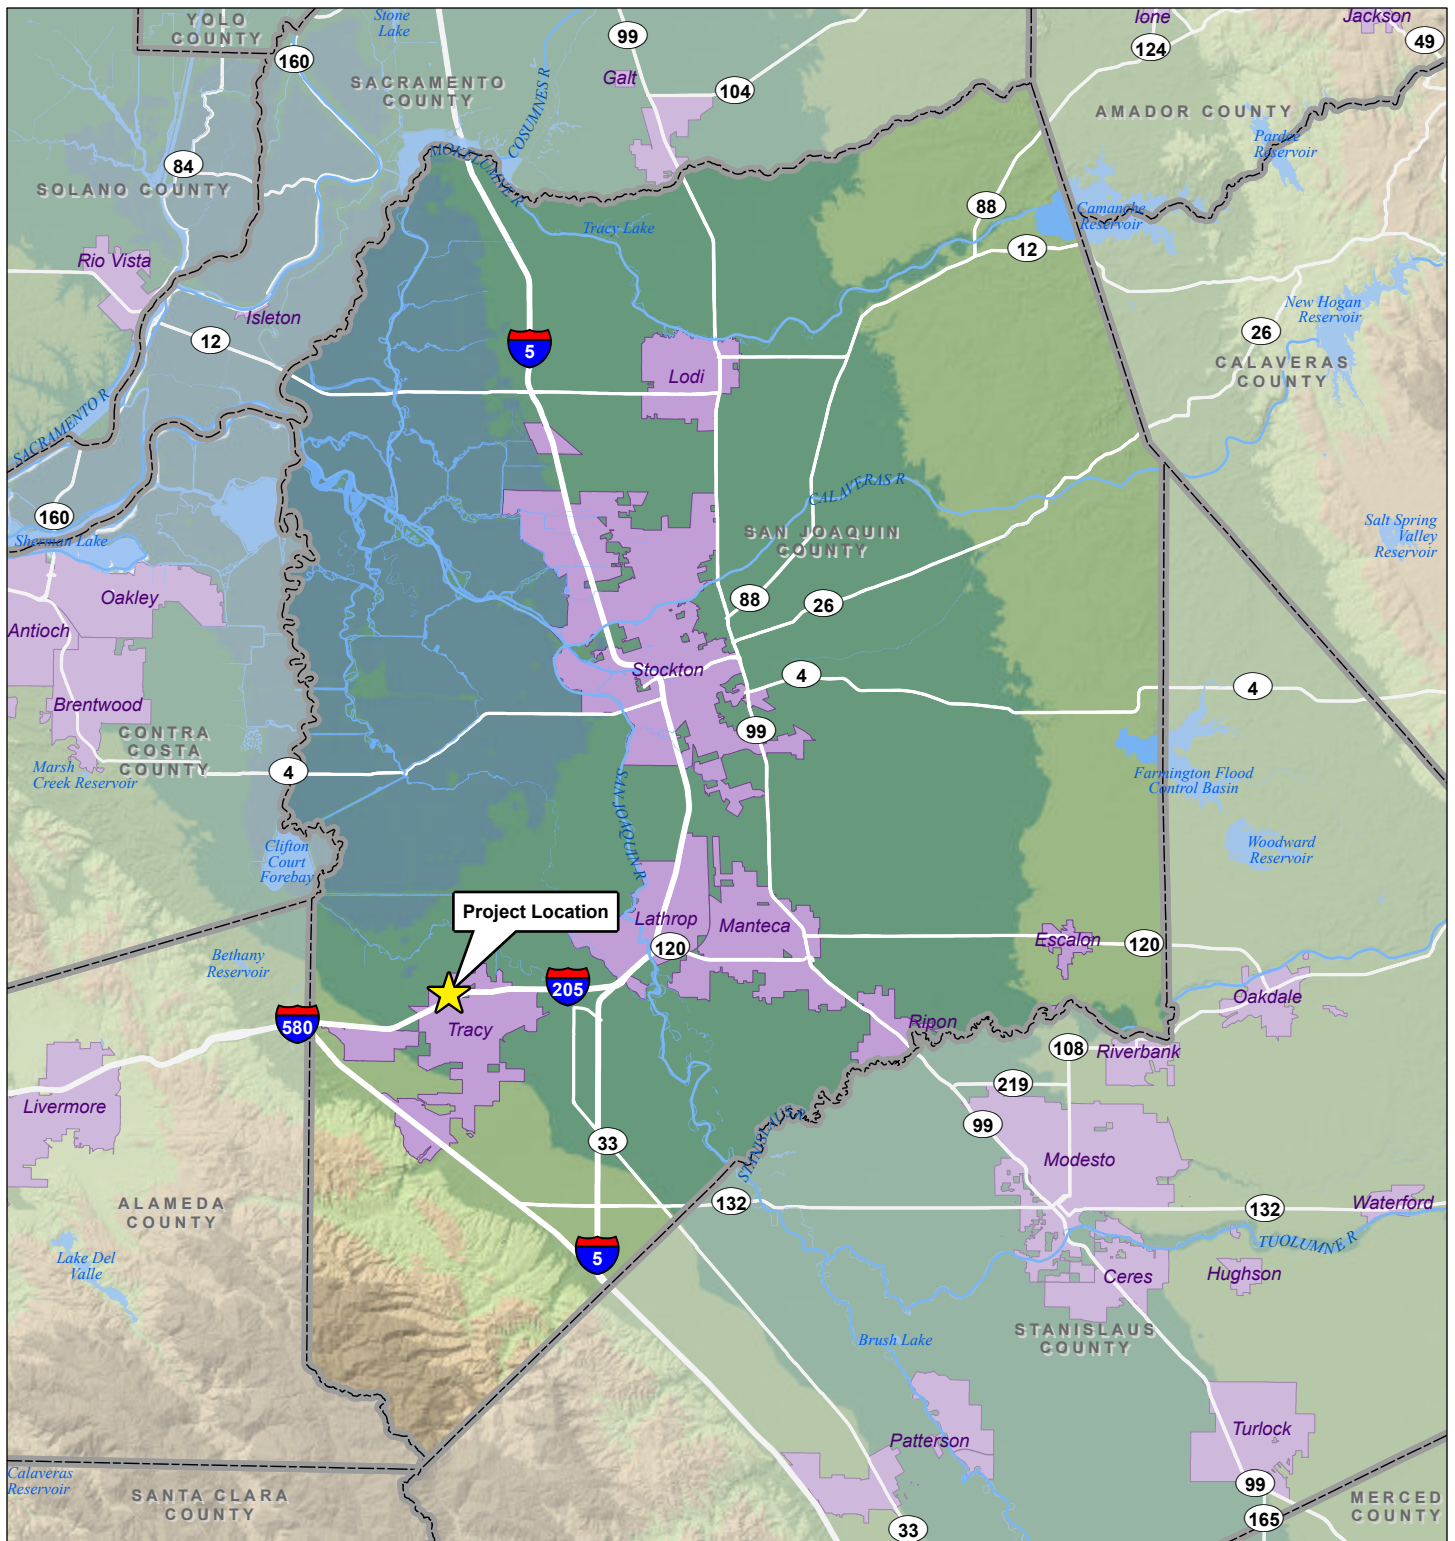 YOLO
COUNTY
Stone
Lake
160
99
Galt
104
SACRAMENTO
COUNTY
COSUMNES R
MOKELUMNE R
Ione
124
Jackson
49
AMADOR COUNTY
Pardee
Reservoir
84
SOLANO COUNTY
Rio Vista
Isleton
12
Tracy Lake
88
12
Camanche
Reservoir
5
Lodi
New Hogan
Reservoir
26
CALAVERAS
COUNTY
SACRAMENTO R
160
Sherman Lake
CALAVERAS R
SAN JOAQUIN
COUNTY
Salt Spring
Valley
Reservoir
Oakley
Antioch
Brentwood
88
26
Stockton
4
4
99
CONTRA
COSTA
COUNTY
Marsh
Creek Reservoir
4
SAN JOAQUIN R
Farmington Flood
Control Basin
Woodward
Reservoir
Clifton
Court
Forebay
Project Location
Lathrop
Manteca
120
Escalon
120
Bethany
Reservoir
205
580
Tracy
Oakdale
Ripon
108
Riverbank
219
99
Livermore
33
STANISLAUS R
Modesto
132
132
Waterford
ALAMEDA
COUNTY
Lake Del
Valle
5
TUOLUMNE R
Ceres
Hughson
STANISLAUS
COUNTY
Brush Lake
Patterson
Turlock
Calaveras
Reservoir
SANTA CLARA
COUNTY
99
MERCED
COUNTY
165
33